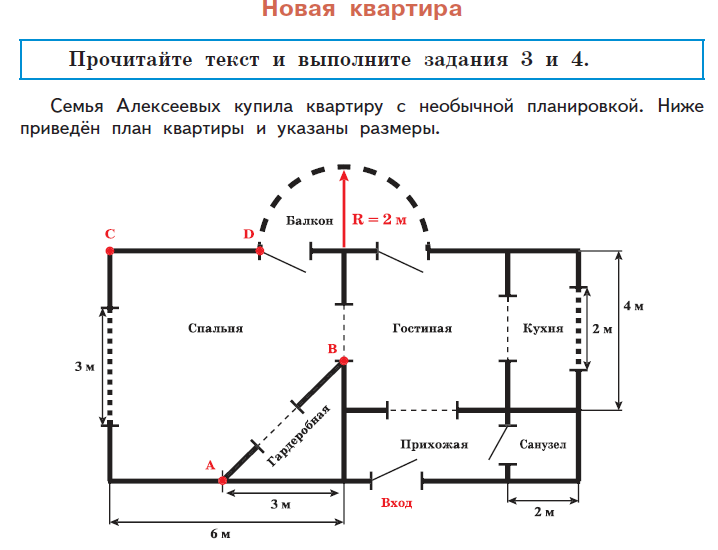 Новая квартира
Прочитайте текст и выполните задания 3 и 4.
Семья Алексеевых купила квартиру с необычной планировкой. Ниже
приведён план квартиры и указаны размеры.
Балкон
R = 2 м
C
D
Спальня
Гостиная
Кухня
4 м
2 м
3 м
B
Гардеробная
A
Прихожая
Санузел
3 м
Вход
2 м
6 м